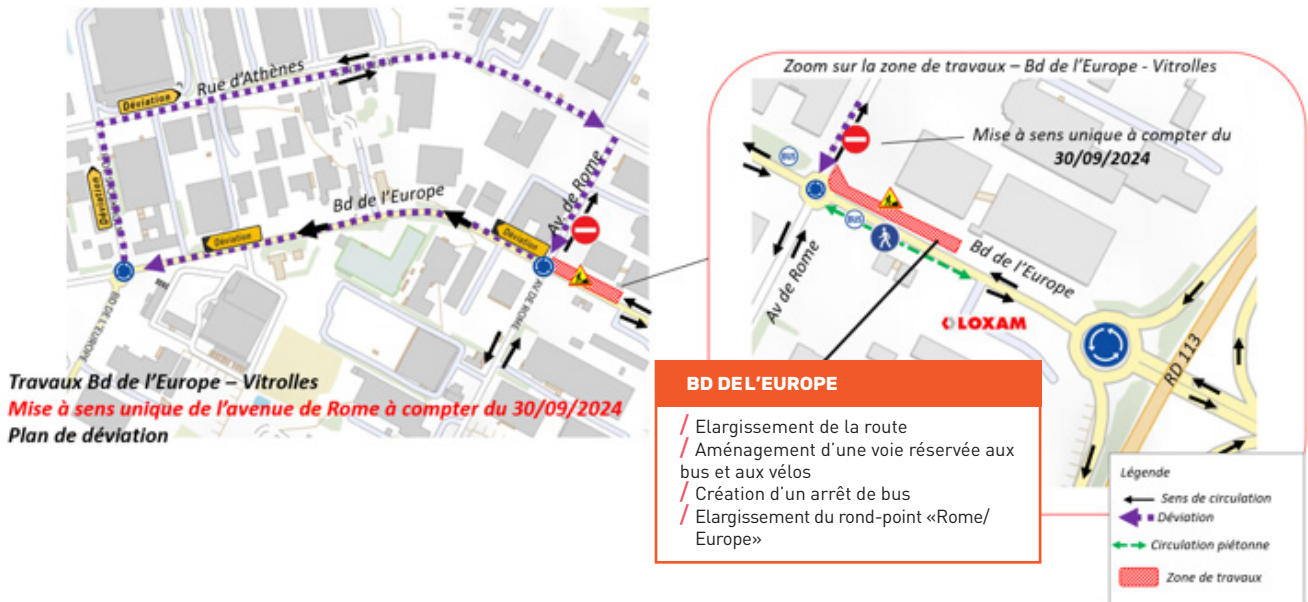 Déviation
Rue d'Athènes
Déviation
Bd de l'Europe
Av. de Rome
Déviation
Déviation
BD DE L'EUROPE
AV DE ROME
Travaux Bd de l'Europe – Vitrolles
Mise à sens unique de l'avenue de Rome à compter du 30/09/2024
Plan de déviation
Zoom sur la zone de travaux – Bd de l'Europe - Vitrolles
Mise à sens unique à compter du
30/09/2024
BUS
BUS
Av de Rome
Bd de l'Europe
LOXAM
RD 113
BD DE L'EUROPE
/ Elargissement de la route
/ Aménagement d'une voie réservée aux
bus et aux vélos
/ Création d'un arrêt de bus
/ Elargissement du rond-point «Rome/
Europe»
Légende
Sens de circulation
Déviation
Circulation piétonne
Zone de travaux